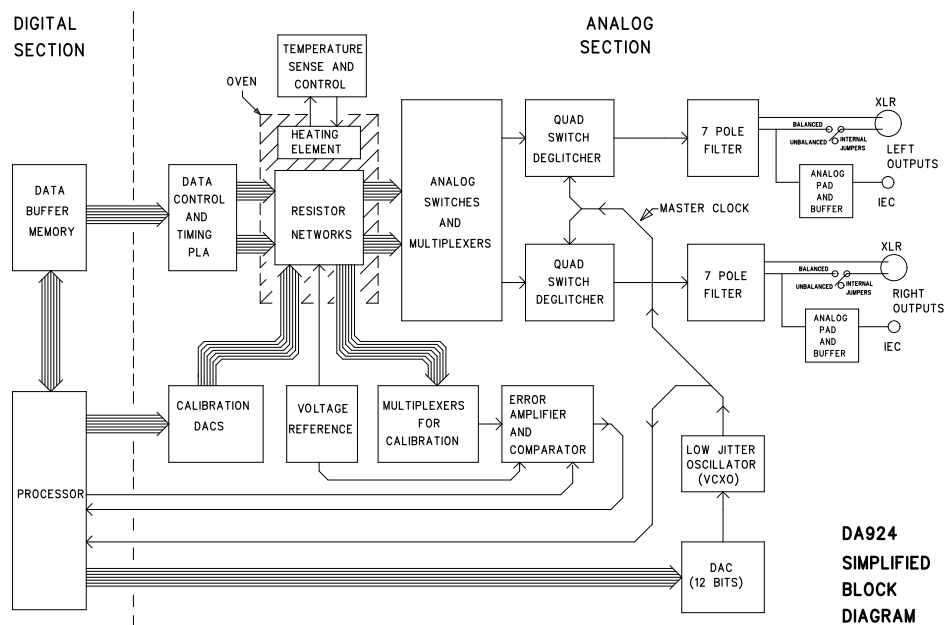 DIGITAL
SECTION
ANALOG
SECTION
TEMPERATURE
SENSE AND
CONTROL
OVEN
HEATING
ELEMENT
DATA
BUFFER
MEMORY
DATA
CONTROL
AND
TIMING
PLA
RESISTOR
NETWORKS
ANALOG
SWITCHES
AND
MULTIPLEXERS
QUAD
SWITCH
DEGLITCHER
7 POLE
FILTER
XLR
BALANCED
UNBALANCED
INTERNAL
JUMPERS
LEFT
OUTPUTS
ANALOG
PAD
AND
BUFFER
IEC
MASTER CLOCK
QUAD
SWITCH
DEGLITCHER
7 POLE
FILTER
XLR
BALANCED
UNBALANCED
INTERNAL
JUMPERS
RIGHT
OUTPUTS
ANALOG
PAD
AND
BUFFER
IEC
PROCESSOR
CALIBRATION
DACS
VOLTAGE
REFERENCE
MULTIPLEXERS
FOR
CALIBRATION
ERROR
AMPLIFIER
AND
COMPARATOR
LOW JITTER
OSCILLATOR
(VCXO)
DAC
(12 BITS)
DA924
SIMPLIFIED
BLOCK
DIAGRAM